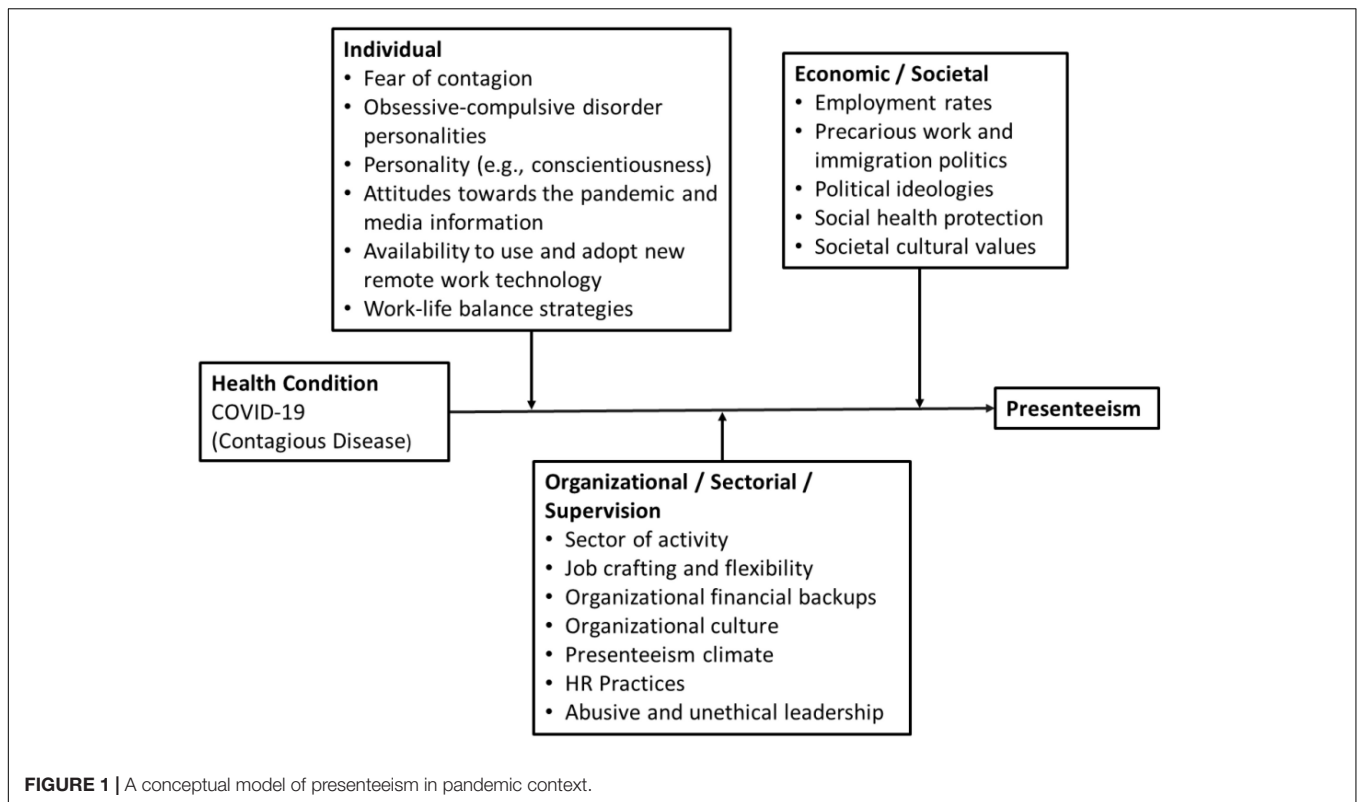 Individual
• Fear of contagion
• Obsessive-compulsive disorder
personalities
• Personality (e.g., conscientiousness)
• Attitudes towards the pandemic and
media information
• Availability to use and adopt new
remote work technology
• Work-life balance strategies
Economic / Societal
• Employment rates
• Precarious work and
immigration politics
• Political ideologies
• Social health protection
• Societal cultural values
Health Condition
COVID-19
(Contagious Disease)
Presenteeism
Organizational / Sectorial /
Supervision
• Sector of activity
• Job crafting and flexibility
• Organizational financial backups
• Organizational culture
• Presenteeism climate
• HR Practices
• Abusive and unethical leadership
FIGURE 1 | A conceptual model of presenteeism in pandemic context.